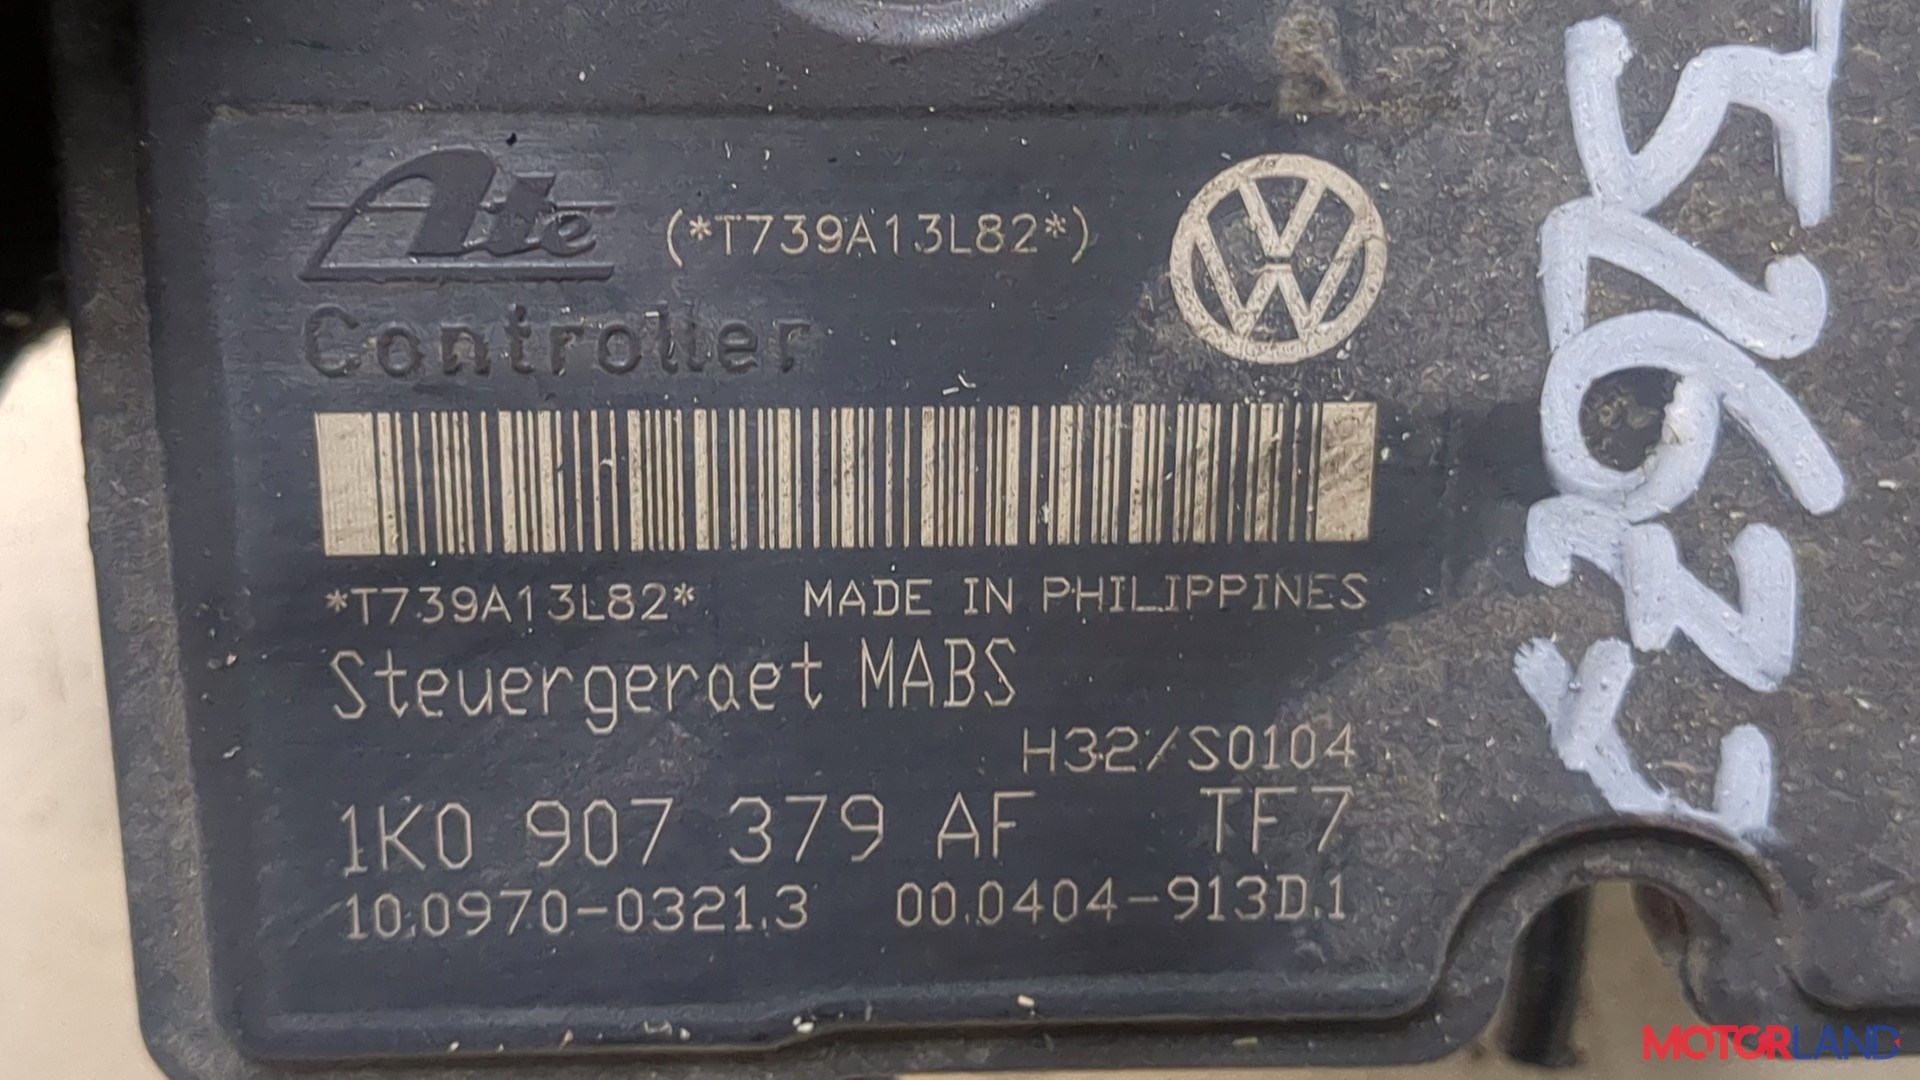 Ate (*T739A13L82*)
Controller
*T739A13L82* MADE IN PHILIPPINES
Steuergeraet MABS
H32/S0104
1K0 907 379 AF TF7
10.0970-0321.3 00.0404-913D.1
MOTORLAND